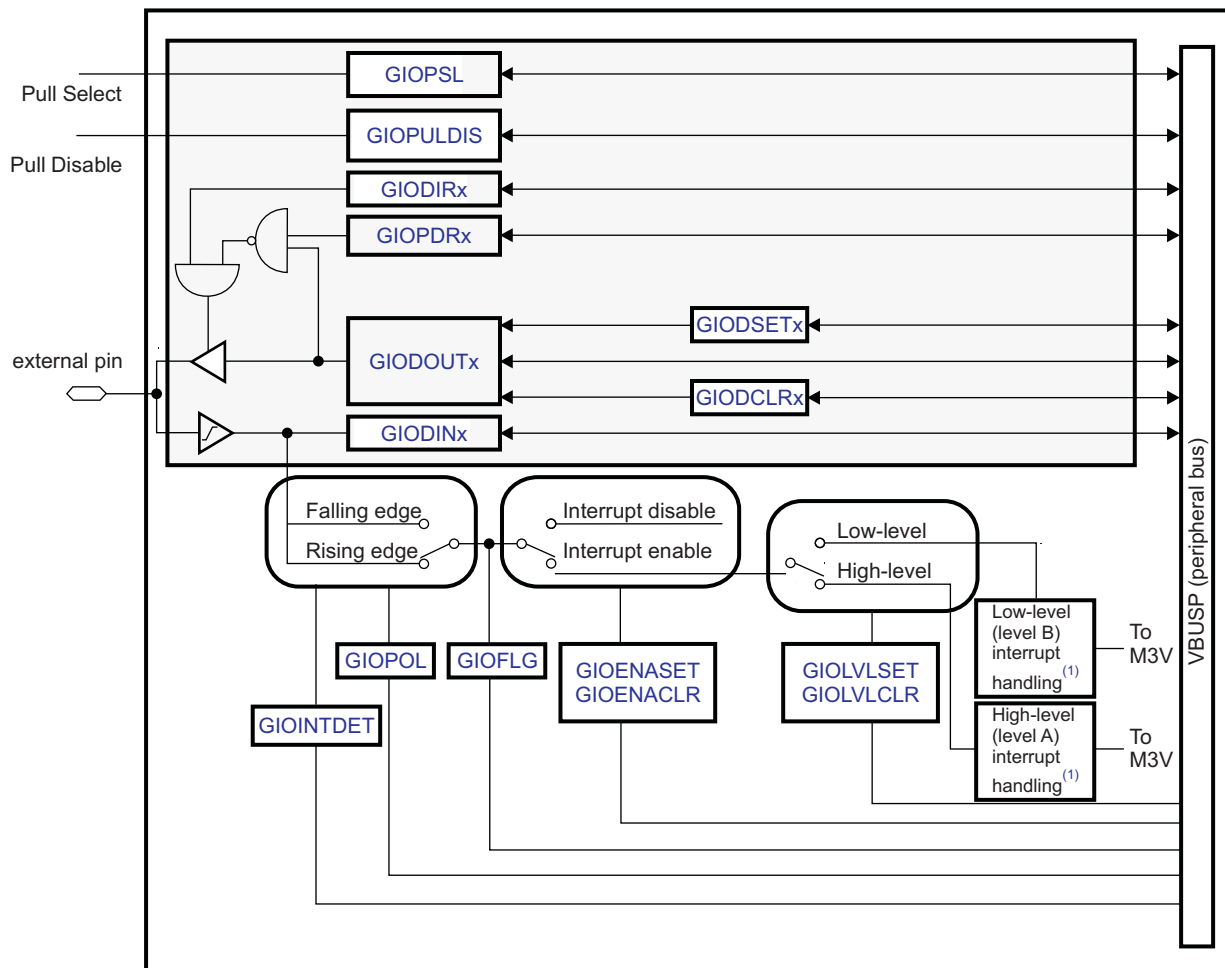 GIOPSL
Pull Select
GIOPULDIS
Pull Disable
GIODIRx
GIOPDRx
GIODSETx
external pin
GIODOUTx
GIODCLRx
GIODINx
VBUSP (peripheral bus)
Falling edge
Rising edge
Interrupt disable
Interrupt enable
Low-level
High-level
Low-level
(level B)
interrupt
handling(1)
To
M3V
GIOPOL
GIOFLG
GIOENASET
GIOENACLR
GIOLVLSET
GIOLVLCLR
GIOINTDET
High-level
(level A)
interrupt
handling(1)
To
M3V